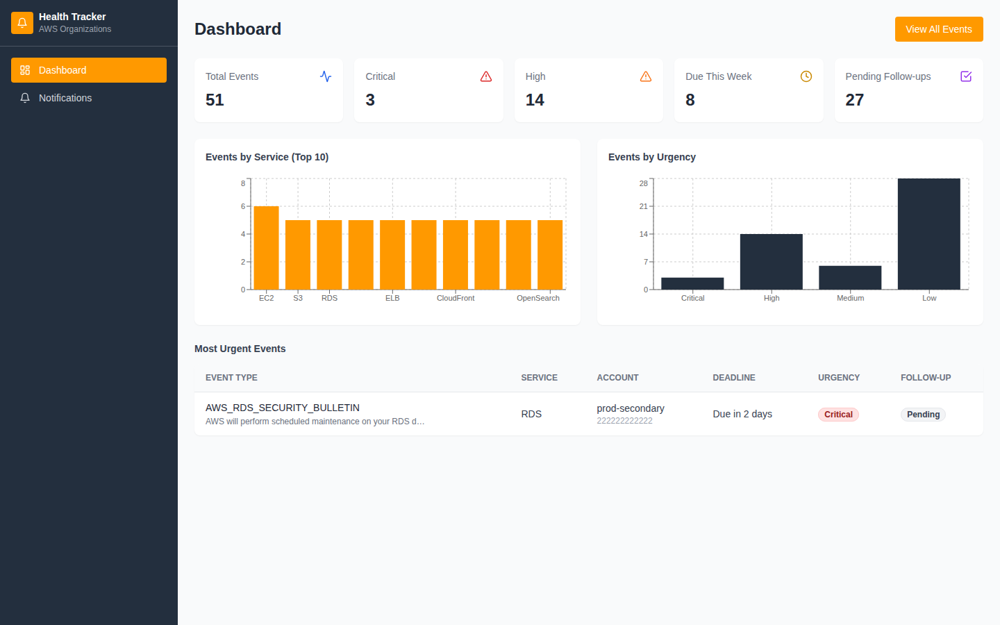 Health Tracker
AWS Organizations
Dashboard
Notifications
Dashboard
View All Events
Total Events
51
Critical
3
High
14
Due This Week
8
Pending Follow-ups
27
Events by Service (Top 10)
8
6
4
2
0
EC2 S3 RDS ELB CloudFront OpenSearch
Events by Urgency
28
21
14
7
0
Critical High Medium Low
Most Urgent Events
EVENT TYPE SERVICE ACCOUNT DEADLINE URGENCY FOLLOW-UP
AWS_RDS_SECURITY_BULLETIN
AWS will perform scheduled maintenance on your RDS d…
RDS
prod-secondary
222222222222
Due in 2 days
Critical
Pending